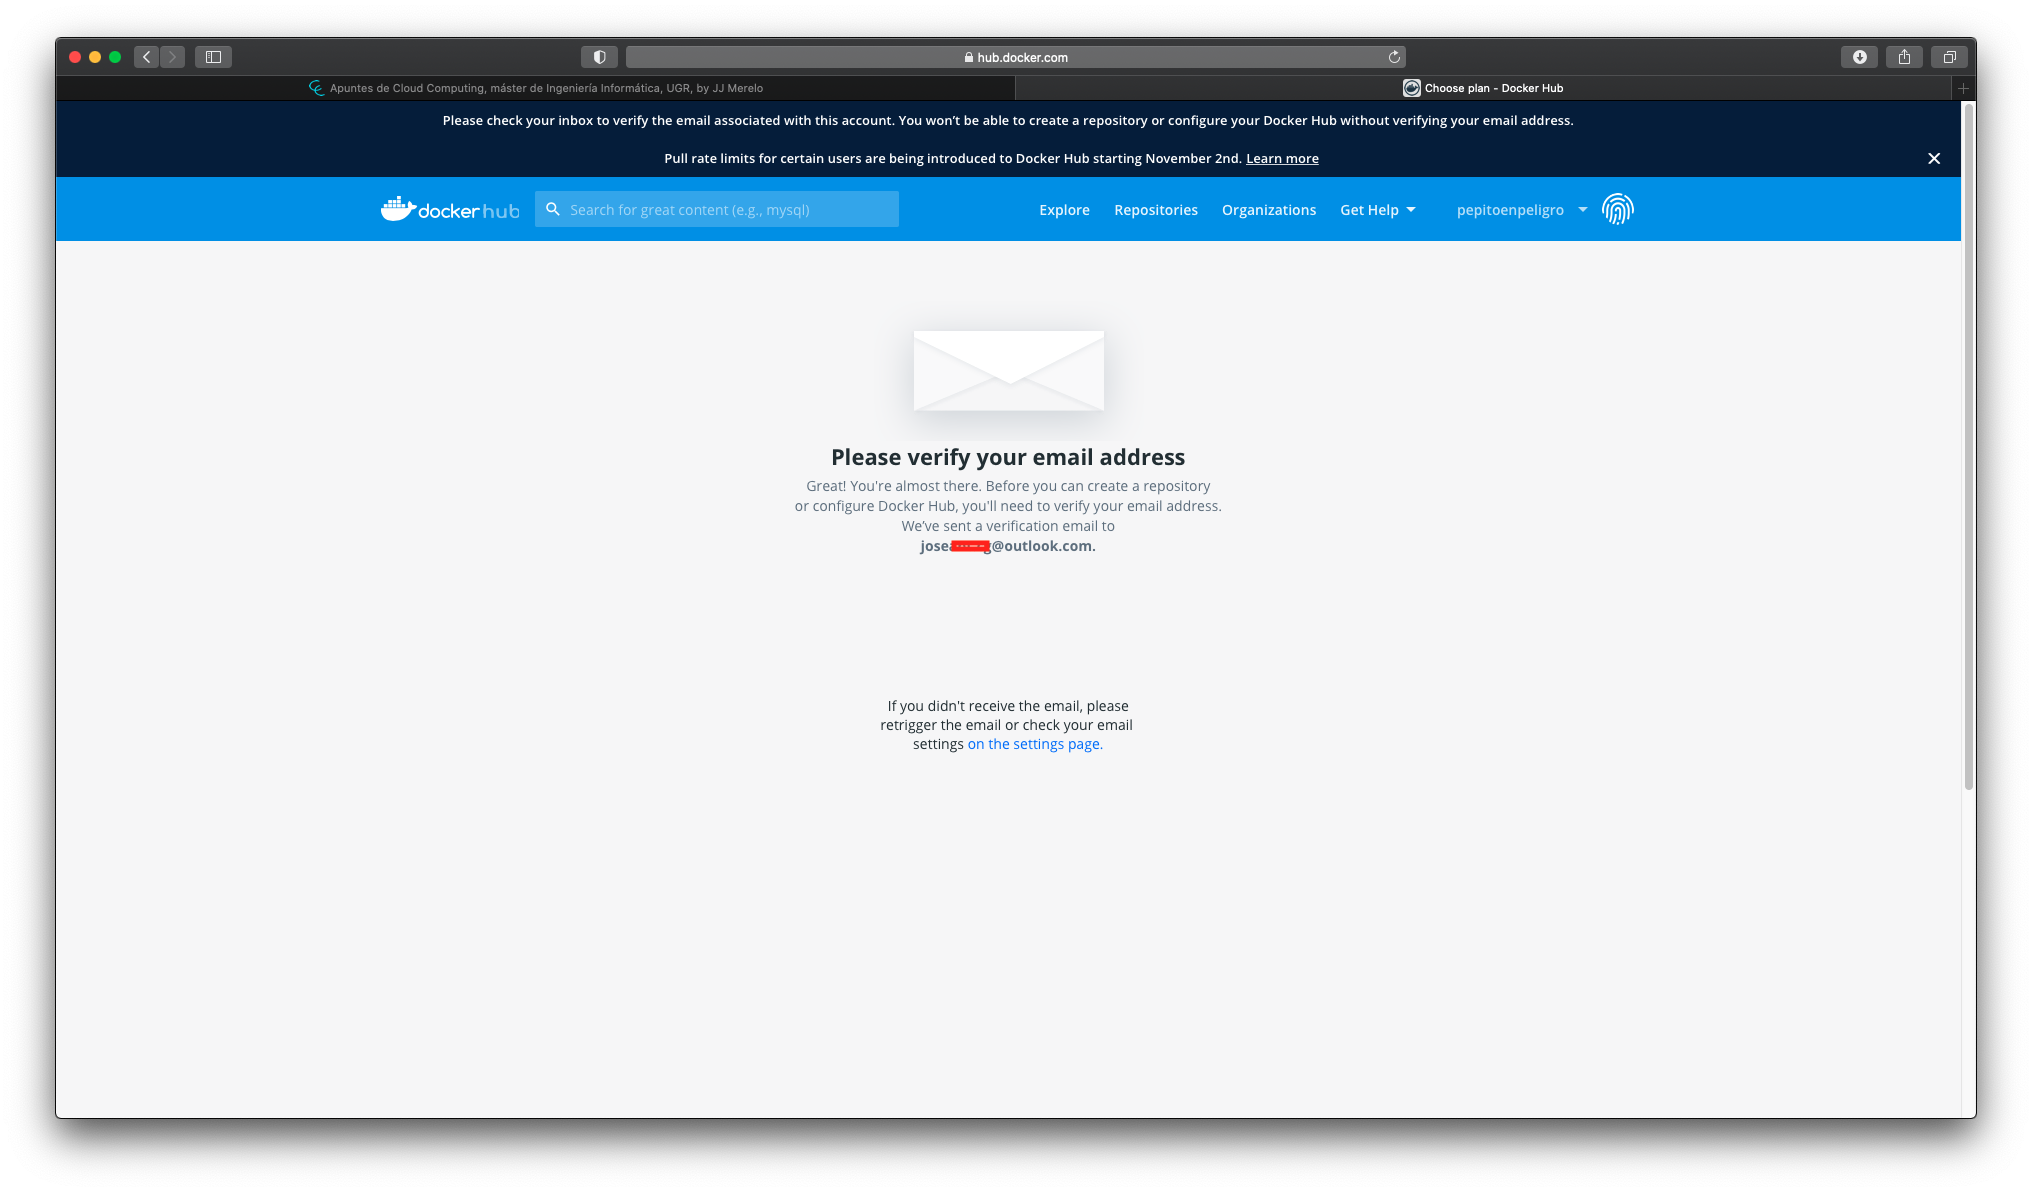 hub.docker.com
Apuntes de Cloud Computing, máster de Ingeniería Informática, UGR, by JJ Merelo
Choose plan - Docker Hub
Please check your inbox to verify the email associated with this account. You won't be able to create a repository or configure your Docker Hub without verifying your email address.
Pull rate limits for certain users are being introduced to Docker Hub starting November 2nd. Learn more
docker hub
Search for great content (e.g., mysql)
Explore Repositories Organizations Get Help pepitoenpeligro
Please verify your email address
Great! You're almost there. Before you can create a repository
or configure Docker Hub, you'll need to verify your email address.
We've sent a verification email to
@outlook.com.
If you didn't receive the email, please
retrigger the email or check your email
settings on the settings page.